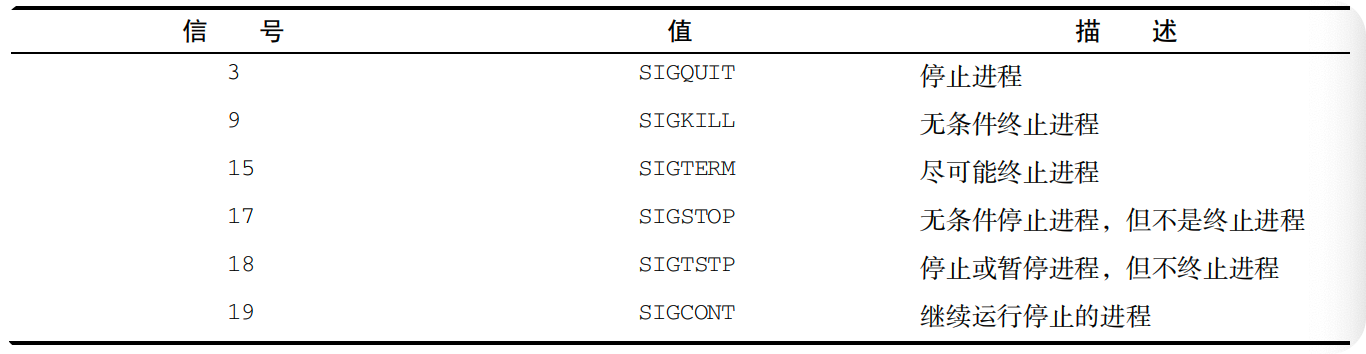 信 号 值 描 述
3 SIGQUIT 停止进程
9 SIGKILL 无条件终止进程
15 SIGTERM 尽可能终止进程
17 SIGSTOP 无条件停止进程，但不是终止进程
18 SIGTSTP 停止或暂停进程，但不终止进程
19 SIGCONT 继续运行停止的进程